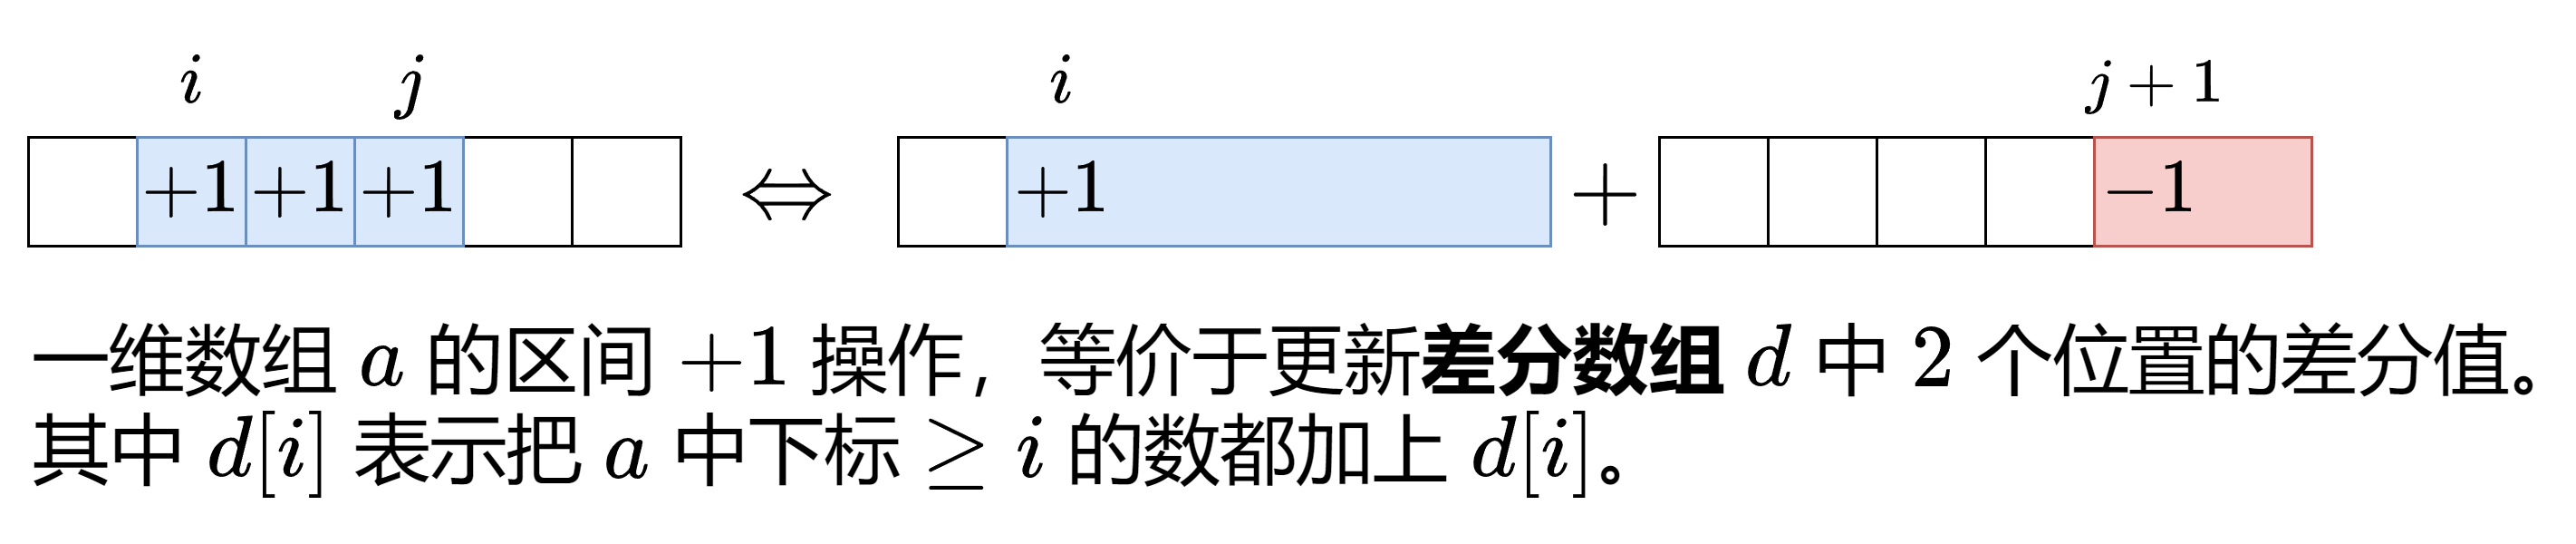 i j i j + 1
+1 +1 +1 ⇔ +1 + −1
一维数组 a 的区间 +1 操作，等价于更新差分数组 d 中 2 个位置的差分值。
其中 d[i] 表示把 a 中下标 ≥ i 的数都加上 d[i]。